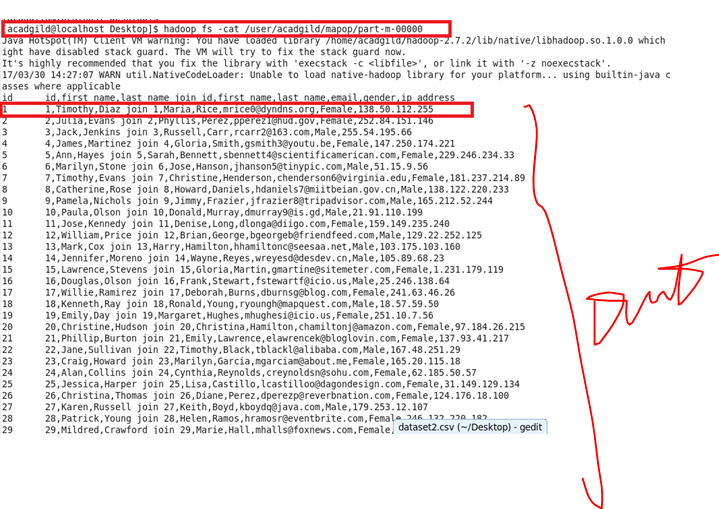 [acadgild@localhost Desktop]$ hadoop fs -cat /user/acadgild/mapop/part-m-00000
Java HotSpot(TM) Client VM warning: You have loaded library /home/acadgild/hadoop-2.7.2/lib/native/libhadoop.so.1.0.0 which
ight have disabled stack guard. The VM will try to fix the stack guard now.
It's highly recommended that you fix the library with 'execstack -c <libfile>', or link it with '-z noexecstack'.
17/03/30 14:27:07 WARN util.NativeCodeLoader: Unable to load native-hadoop library for your platform... using builtin-java c
asses where applicable
id id,first_name,last_name join id,first_name,last_name,email,gender,ip_address
1 1,Timothy,Diaz join 1,Maria,Rice,mrice0@dyndns.org,Female,138.50.112.255
2 2,Julia,Evans join 2,Phyllis,Perez,pperez1@hud.gov,Female,252.84.151.146
3 3,Jack,Jenkins join 3,Russell,Carr,rcarr2@163.com,Male,255.54.195.66
4 4,James,Martinez join 4,Gloria,Smith,gsmith3@youtu.be,Female,147.250.174.221
5 5,Ann,Hayes join 5,Sarah,Bennett,sbennett4@scientificamerican.com,Female,229.246.234.33
6 6,Marilyn,Stone join 6,Jose,Hanson,jhanson5@tinypic.com,Male,51.15.9.56
7 7,Timothy,Evans join 7,Christine,Henderson,chenderson6@virginia.edu,Female,181.237.214.89
8 8,Catherine,Rose join 8,Howard,Daniels,hdaniels7@miitbeian.gov.cn,Male,138.122.220.233
9 9,Pamela,Nichols join 9,Jimmy,Frazier,jfrazier8@tripadvisor.com,Male,165.212.52.244
10 10,Paula,Olson join 10,Donald,Murray,dmurray9@is.gd,Male,21.91.110.199
11 11,Jose,Kennedy join 11,Denise,Long,dlonga@diigo.com,Female,159.149.235.240
12 12,William,Price join 12,Brian,George,bgeorgeb@friendfeed.com,Male,129.22.252.125
13 13,Mark,Cox join 13,Harry,Hamilton,hhamiltonc@seesaa.net,Male,103.175.103.160
14 14,Jennifer,Moreno join 14,Wayne,Reyes,wreyesd@desdev.cn,Male,105.89.68.23
15 15,Lawrence,Stevens join 15,Gloria,Martin,gmartine@sitemeter.com,Female,1.231.179.119
16 16,Douglas,Olson join 16,Frank,Stewart,fstewartf@icio.us,Male,25.246.138.64
17 17,Willie,Ramirez join 17,Deborah,Burns,dburnsg@blog.com,Female,241.63.46.26
18 18,Kenneth,Ray join 18,Ronald,Young,ryoungh@mapquest.com,Male,18.57.59.50
19 19,Emily,Day join 19,Margaret,Hughes,mhughesi@icio.us,Female,251.10.7.56
20 20,Christine,Hudson join 20,Christina,Hamilton,chamiltonj@amazon.com,Female,97.184.26.215
21 21,Phillip,Burton join 21,Emily,Lawrence,elawrencek@bloglovin.com,Female,137.93.41.217
22 22,Jane,Sullivan join 22,Timothy,Black,tblackl@alibaba.com,Male,167.48.251.29
23 23,Craig,Howard join 23,Marilyn,Garcia,mgarciam@about.me,Female,165.20.115.18
24 24,Alan,Collins join 24,Cynthia,Reynolds,creynoldsn@sohu.com,Female,62.185.50.57
25 25,Jessica,Harper join 25,Lisa,Castillo,lcastilloo@dagondesign.com,Female,31.149.129.134
26 26,Christina,Thomas join 26,Diane,Perez,dperezp@reverbnation.com,Female,124.176.18.100
27 27,Karen,Russell join 27,Keith,Boyd,kboydq@java.com,Male,179.253.12.107
28 28,Patrick,Young join 28,Helen,Ramos,hramosr@eventbrite.com,Female,246.132.220.182
29 29,Mildred,Crawford join 29,Marie,Hall,mhalls@foxnews.com,Female,
dataset2.csv (~/Desktop) - gedit